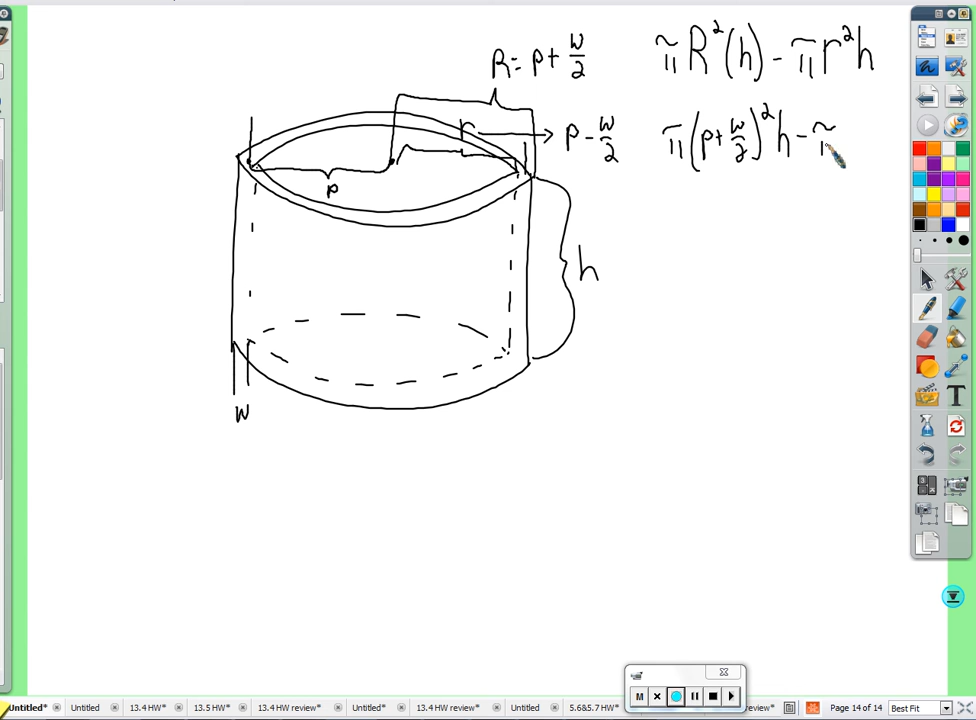 R = p + w/2
πR²(h) - πr²h
r → p - w/2
π(p + w/2)²h - π
p
h
w
M
Untitled*
Untitled
13.4 HW*
13.5 HW*
13.4 HW review*
Untitled*
13.4 HW review*
Untitled
5.6&5.7 HW*
review*
Page 14 of 14
Best Fit
T